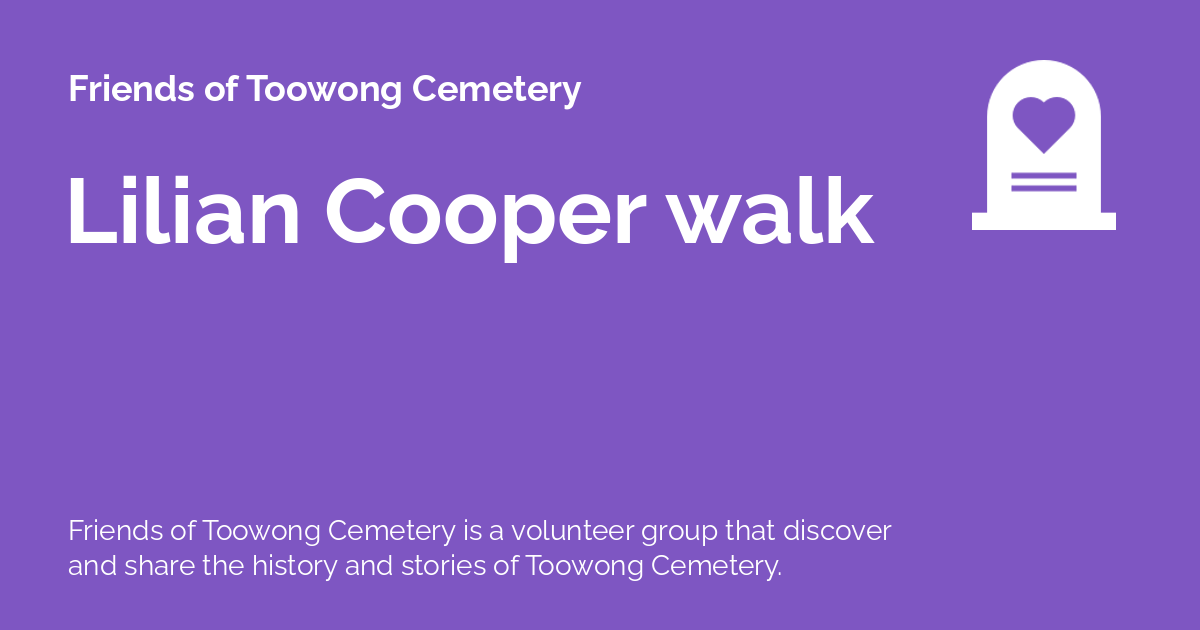 Friends of Toowong Cemetery
Lilian Cooper walk
Friends of Toowong Cemetery is a volunteer group that discover
and share the history and stories of Toowong Cemetery.